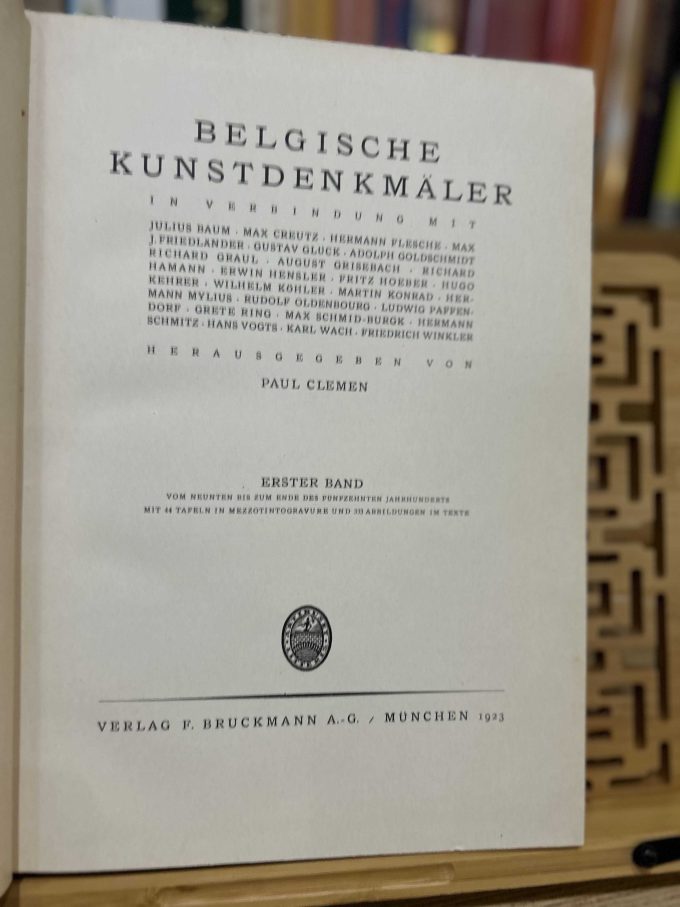 BELGISCHE
KUNSTDENKMÄLER
IN VERBINDUNG MIT
JULIUS BAUM · MAX CREUTZ · HERMANN FLESCHE · MAX
J. FRIEDLÄNDER · GUSTAV GLÜCK · ADOLPH GOLDSCHMIDT
RICHARD GRAUL · AUGUST GRISEBACH · RICHARD
HAMANN · ERWIN HENSLER · FRITZ HOEBER · HUGO
KEHRER · WILHELM KÖHLER · MARTIN KONRAD · HER-
MANN MYLIUS · RUDOLF OLDENBOURG · LUDWIG PAFFEN-
DORF · GRETE RING · MAX SCHMID-BURGK · HERMANN
SCHMITZ · HANS VOGTS · KARL WACH · FRIEDRICH WINKLER
HERAUSGEGEBEN VON
PAUL CLEMEN
ERSTER BAND
VOM NEUNTEN BIS ZUM ENDE DES FÜNFZEHNTEN JAHRHUNDERTS
MIT 44 TAFELN IN MEZZOTINTOGRAVURE UND 333 ABBILDUNGEN IM TEXTE
VERLAG F. BRUCKMANN A.-G. / MÜNCHEN 1923